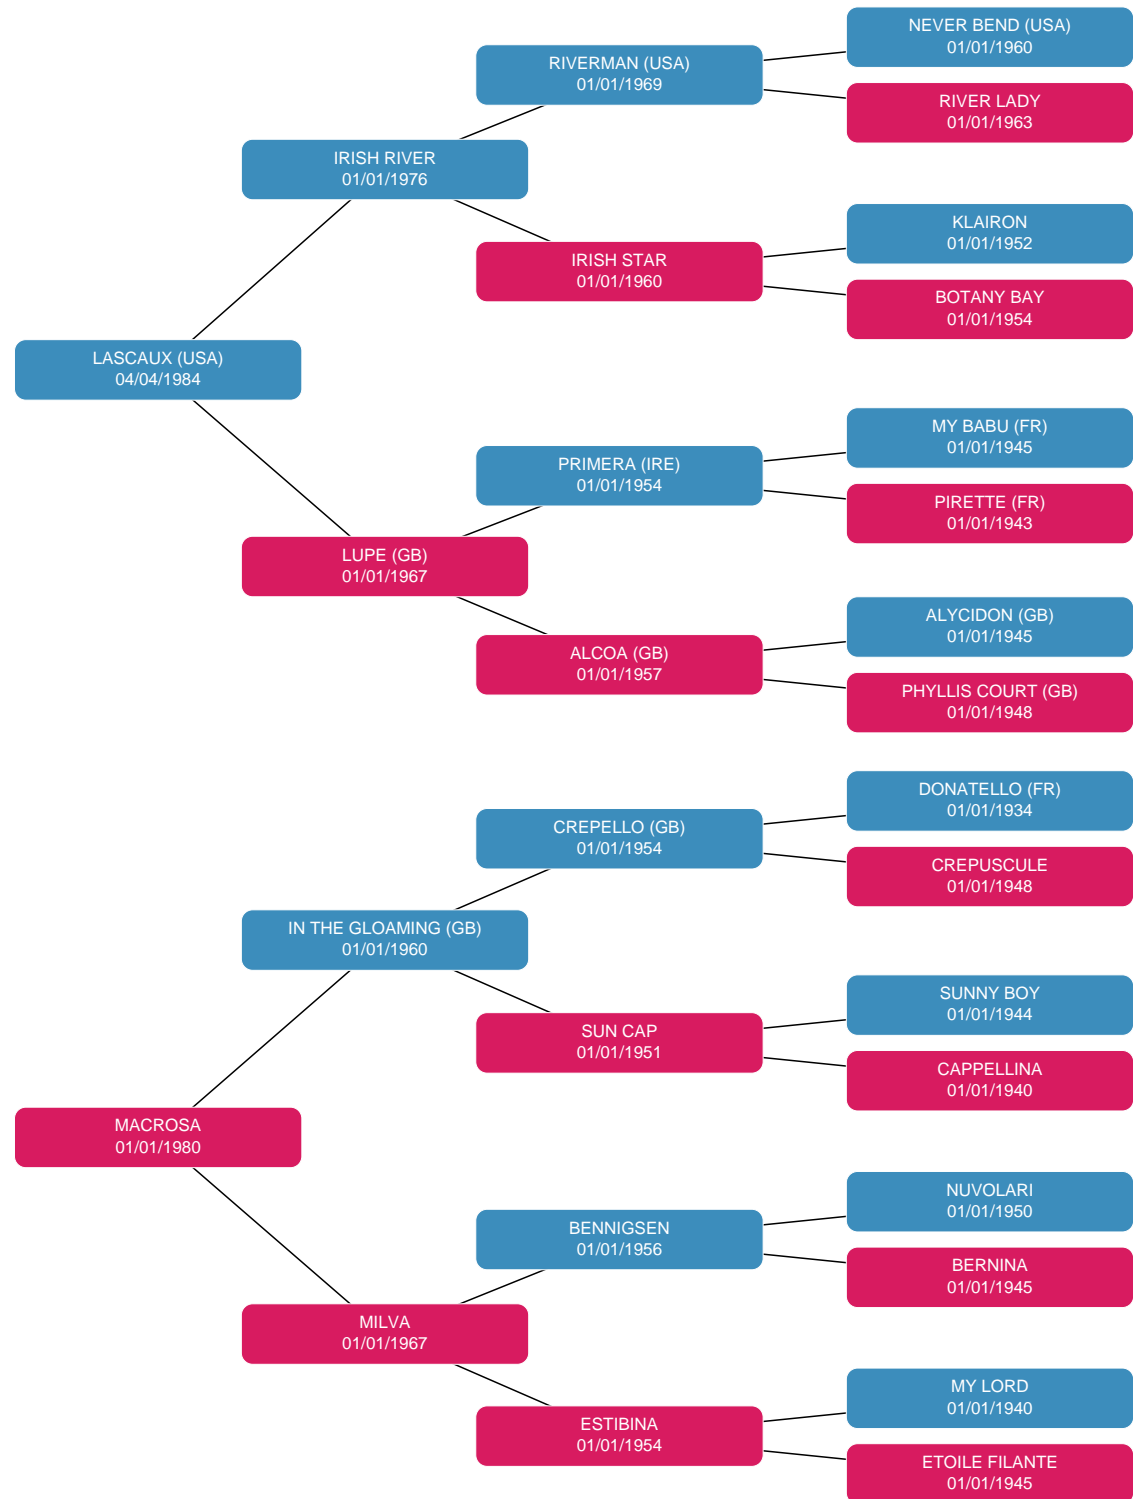 NEVER BEND (USA)
01/01/1960
RIVERMAN (USA)
01/01/1969
RIVER LADY
01/01/1963
IRISH RIVER
01/01/1976
KLAIRON
01/01/1952
IRISH STAR
01/01/1960
BOTANY BAY
01/01/1954
LASCAUX (USA)
04/04/1984
MY BABU (FR)
01/01/1945
PRIMERA (IRE)
01/01/1954
PIRETTE (FR)
01/01/1943
LUPE (GB)
01/01/1967
ALYCIDON (GB)
01/01/1945
ALCOA (GB)
01/01/1957
PHYLLIS COURT (GB)
01/01/1948
DONATELLO (FR)
01/01/1934
CREPELLO (GB)
01/01/1954
CREPUSCULE
01/01/1948
IN THE GLOAMING (GB)
01/01/1960
SUNNY BOY
01/01/1944
SUN CAP
01/01/1951
CAPPELLINA
01/01/1940
MACROSA
01/01/1980
NUVOLARI
01/01/1950
BENNIGSEN
01/01/1956
BERNINA
01/01/1945
MILVA
01/01/1967
MY LORD
01/01/1940
ESTIBINA
01/01/1954
ETOILE FILANTE
01/01/1945